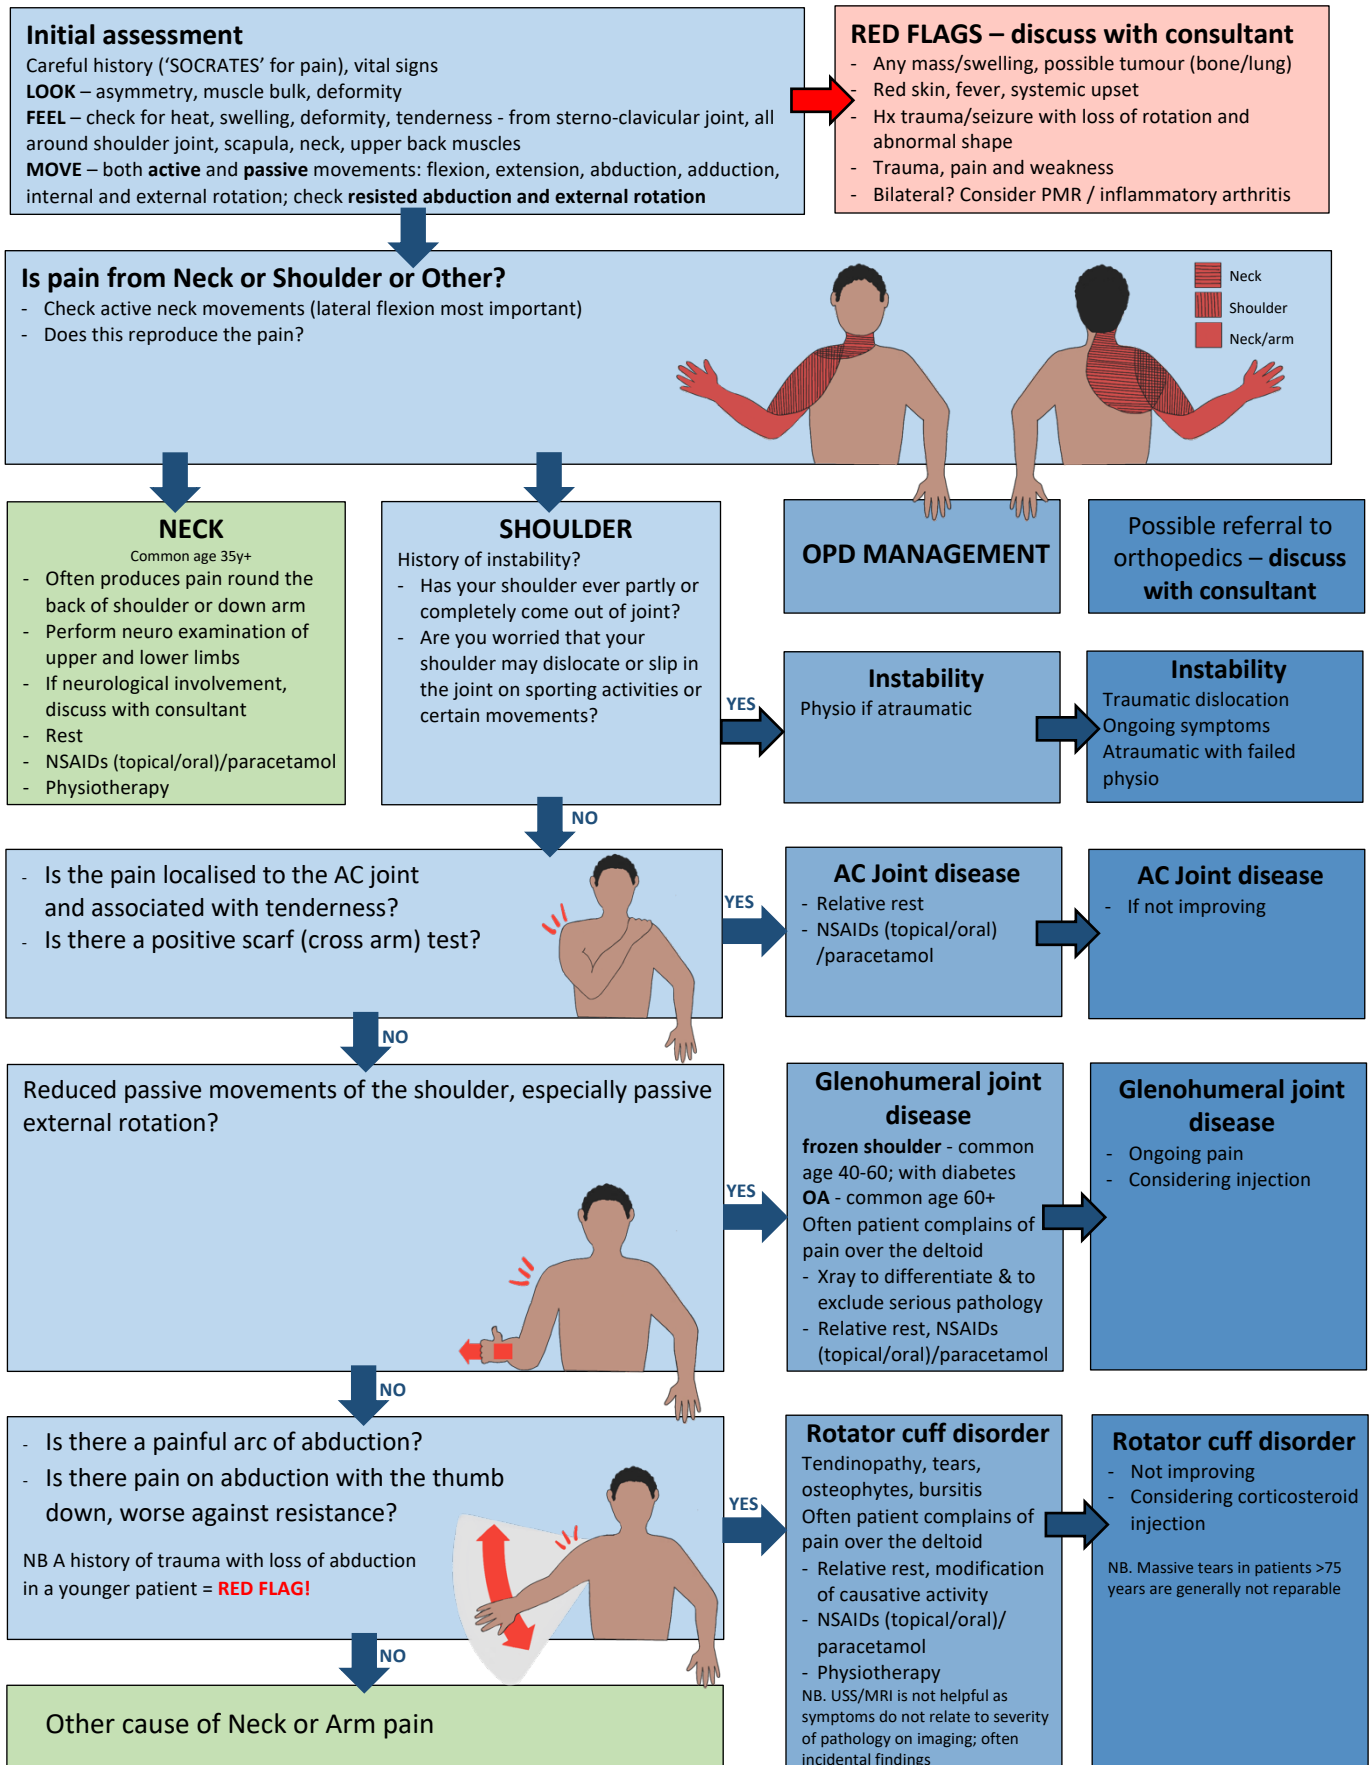 Initial assessment
Careful history (‘SOCRATES’ for pain), vital signs
LOOK – asymmetry, muscle bulk, deformity
FEEL – check for heat, swelling, deformity, tenderness - from sterno-clavicular joint, all
around shoulder joint, scapula, neck, upper back muscles
MOVE – both active and passive movements: flexion, extension, abduction, adduction,
internal and external rotation; check resisted abduction and external rotation
RED FLAGS – discuss with consultant
- Any mass/swelling, possible tumour (bone/lung)
- Red skin, fever, systemic upset
- Hx trauma/seizure with loss of rotation and
abnormal shape
- Trauma, pain and weakness
- Bilateral? Consider PMR / inflammatory arthritis
Is pain from Neck or Shoulder or Other?
- Check active neck movements (lateral flexion most important)
- Does this reproduce the pain?
Neck
Shoulder
Neck/arm
NECK
Common age 35y+
- Often produces pain round the
back of shoulder or down arm
- Perform neuro examination of
upper and lower limbs
- If neurological involvement,
discuss with consultant
- Rest
- NSAIDs (topical/oral)/paracetamol
- Physiotherapy
SHOULDER
History of instability?
- Has your shoulder ever partly or
completely come out of joint?
- Are you worried that your
shoulder may dislocate or slip in
the joint on sporting activities or
certain movements?
OPD MANAGEMENT
Possible referral to
orthopedics – discuss
with consultant
YES
Instability
Physio if atraumatic
Instability
Traumatic dislocation
Ongoing symptoms
Atraumatic with failed
physio
NO
- Is the pain localised to the AC joint
and associated with tenderness?
- Is there a positive scarf (cross arm) test?
YES
AC Joint disease
- Relative rest
- NSAIDs (topical/oral)
/paracetamol
AC Joint disease
- If not improving
NO
Reduced passive movements of the shoulder, especially passive
external rotation?
YES
Glenohumeral joint
disease
frozen shoulder - common
age 40-60; with diabetes
OA - common age 60+
Often patient complains of
pain over the deltoid
- Xray to differentiate & to
exclude serious pathology
- Relative rest, NSAIDs
(topical/oral)/paracetamol
Glenohumeral joint
disease
- Ongoing pain
- Considering injection
NO
- Is there a painful arc of abduction?
- Is there pain on abduction with the thumb
down, worse against resistance?
NB A history of trauma with loss of abduction
in a younger patient = RED FLAG!
YES
Rotator cuff disorder
Tendinopathy, tears,
osteophytes, bursitis
Often patient complains of
pain over the deltoid
- Relative rest, modification
of causative activity
- NSAIDs (topical/oral)/
paracetamol
- Physiotherapy
NB. USS/MRI is not helpful as
symptoms do not relate to severity
of pathology on imaging; often
incidental findings
Rotator cuff disorder
- Not improving
- Considering corticosteroid
injection
NB. Massive tears in patients >75
years are generally not reparable
NO
Other cause of Neck or Arm pain